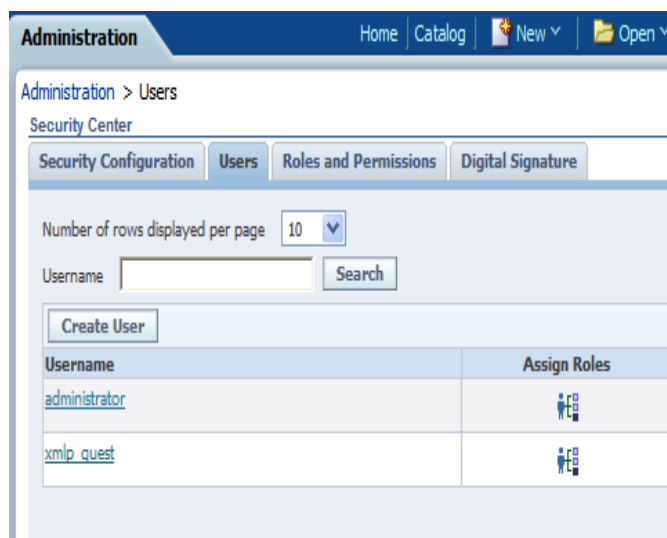 Administration
Home Catalog New Open
Administration > Users
Security Center
Security Configuration Users Roles and Permissions Digital Signature
Number of rows displayed per page 10
Username Search
Create User
Username Assign Roles
administrator
xmlp_guest